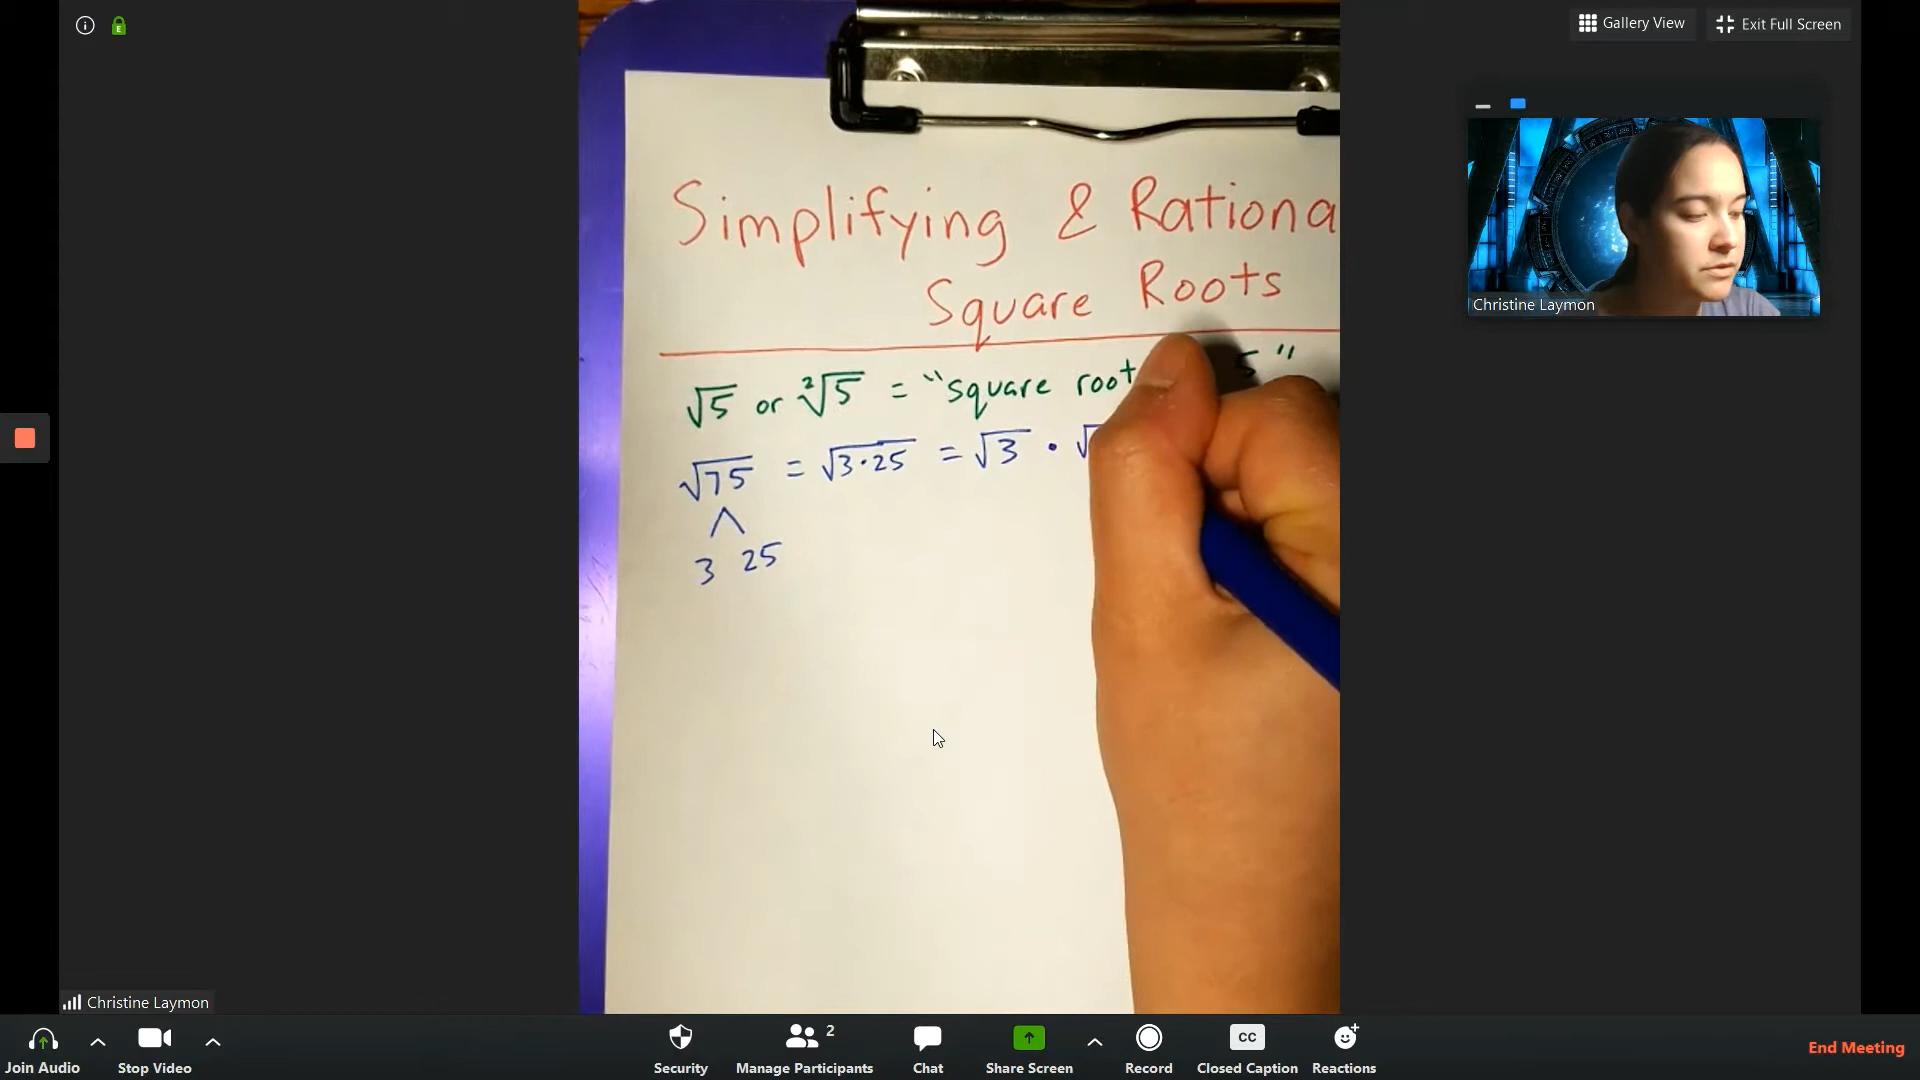 Gallery View Exit Full Screen
Christine Laymon
Simplifying & Rationa
Square Roots
√5 or ²√5 = "square root 5"
√75 = √3·25 = √3 · √
3 25
Christine Laymon
Join Audio Stop Video Security Manage Participants 2 Chat Share Screen Record CC Closed Caption Reactions End Meeting